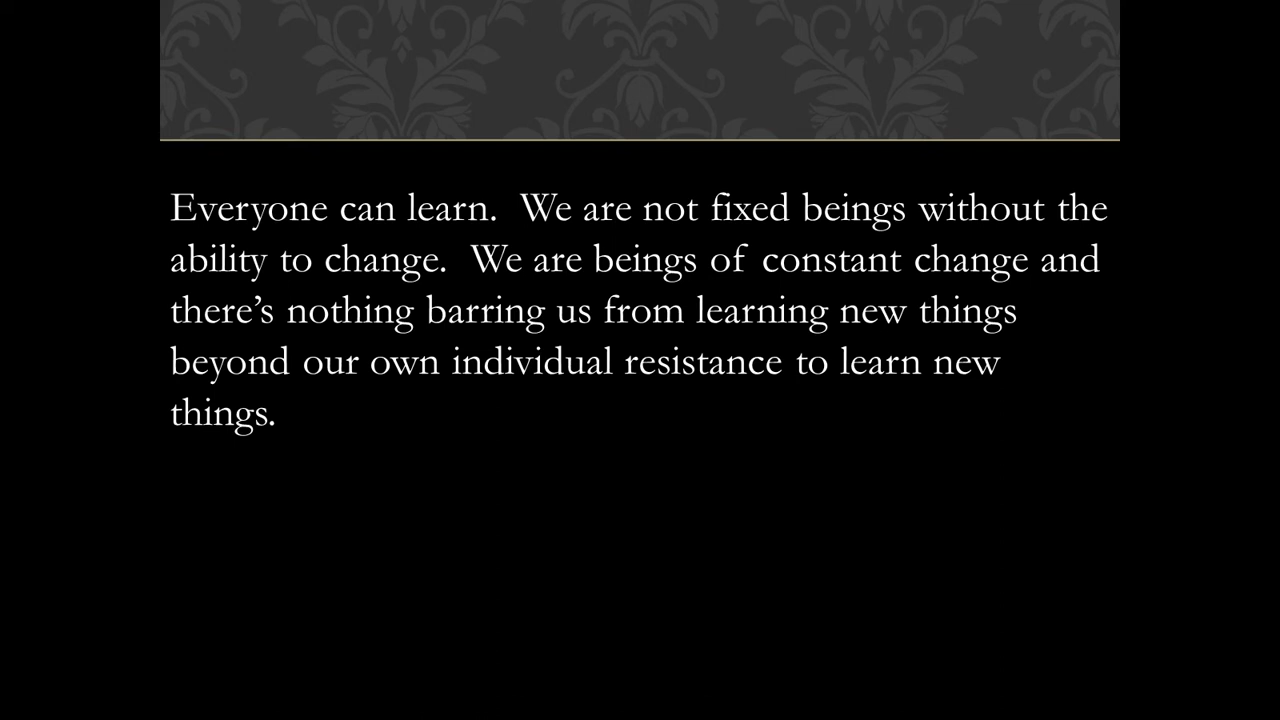 Everyone can learn.  We are not fixed beings without the
ability to change.  We are beings of constant change and
there’s nothing barring us from learning new things
beyond our own individual resistance to learn new
things.